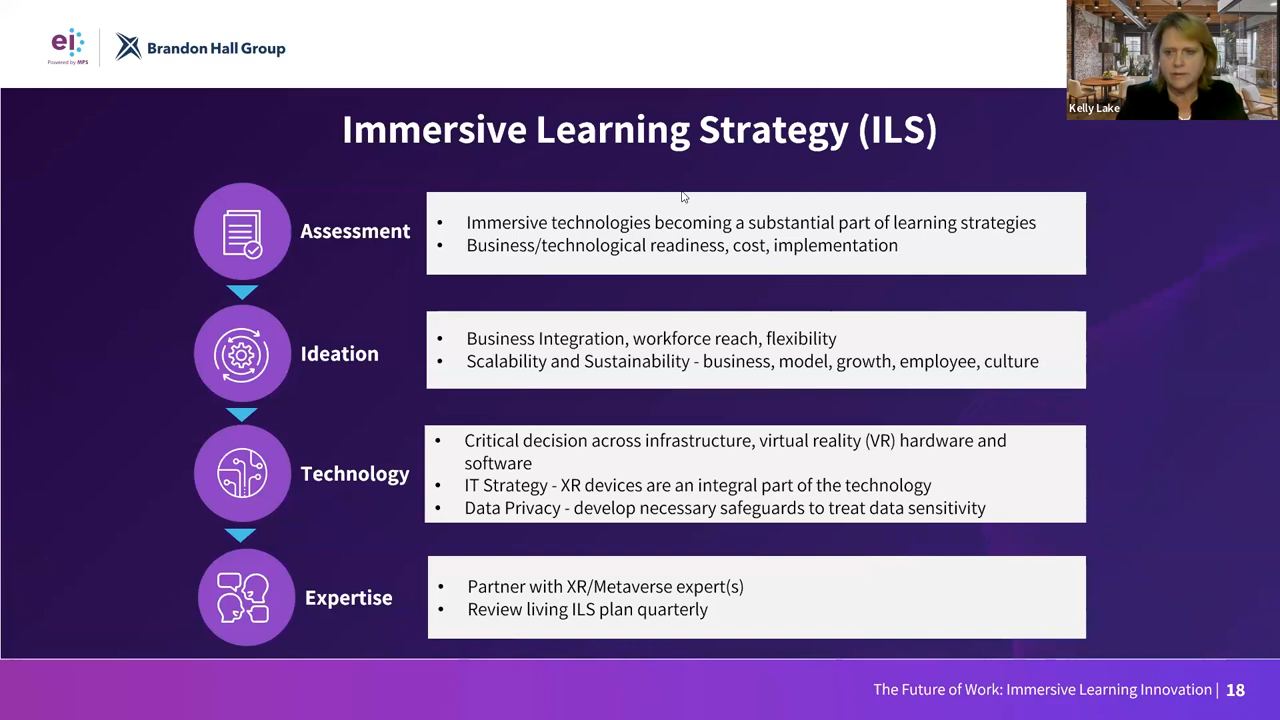 ei
Powered by MPS
Brandon Hall Group
Kelly Lake
Immersive Learning Strategy (ILS)
Assessment
• Immersive technologies becoming a substantial part of learning strategies
• Business/technological readiness, cost, implementation
Ideation
• Business Integration, workforce reach, flexibility
• Scalability and Sustainability - business, model, growth, employee, culture
Technology
• Critical decision across infrastructure, virtual reality (VR) hardware and
software
• IT Strategy - XR devices are an integral part of the technology
• Data Privacy - develop necessary safeguards to treat data sensitivity
Expertise
• Partner with XR/Metaverse expert(s)
• Review living ILS plan quarterly
The Future of Work: Immersive Learning Innovation | 18